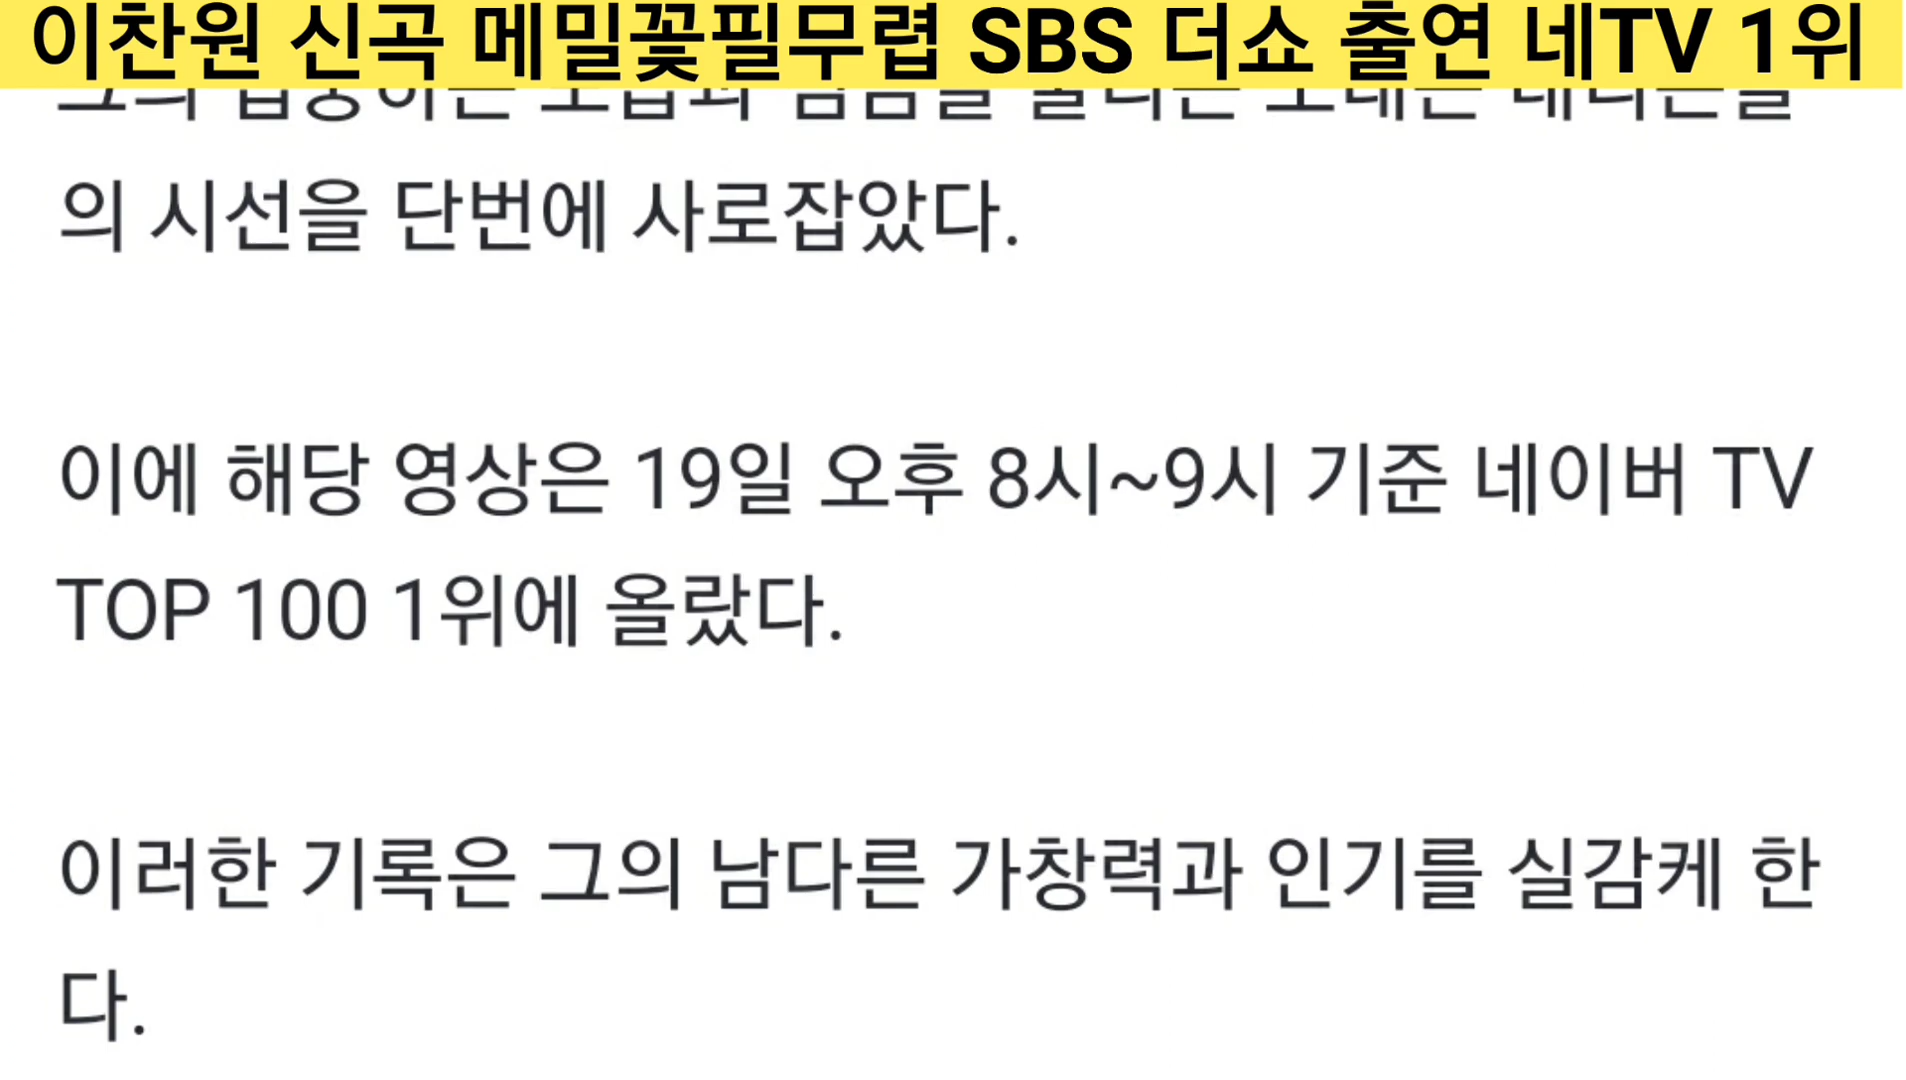 이찬원 신곡 메밀꽃필무렵 SBS 더쇼 출연 네TV 1위
의 시선을 단번에 사로잡았다.
이에 해당 영상은 19일 오후 8시~9시 기준 네이버 TV
TOP 100 1위에 올랐다.
이러한 기록은 그의 남다른 가창력과 인기를 실감케 한
다.